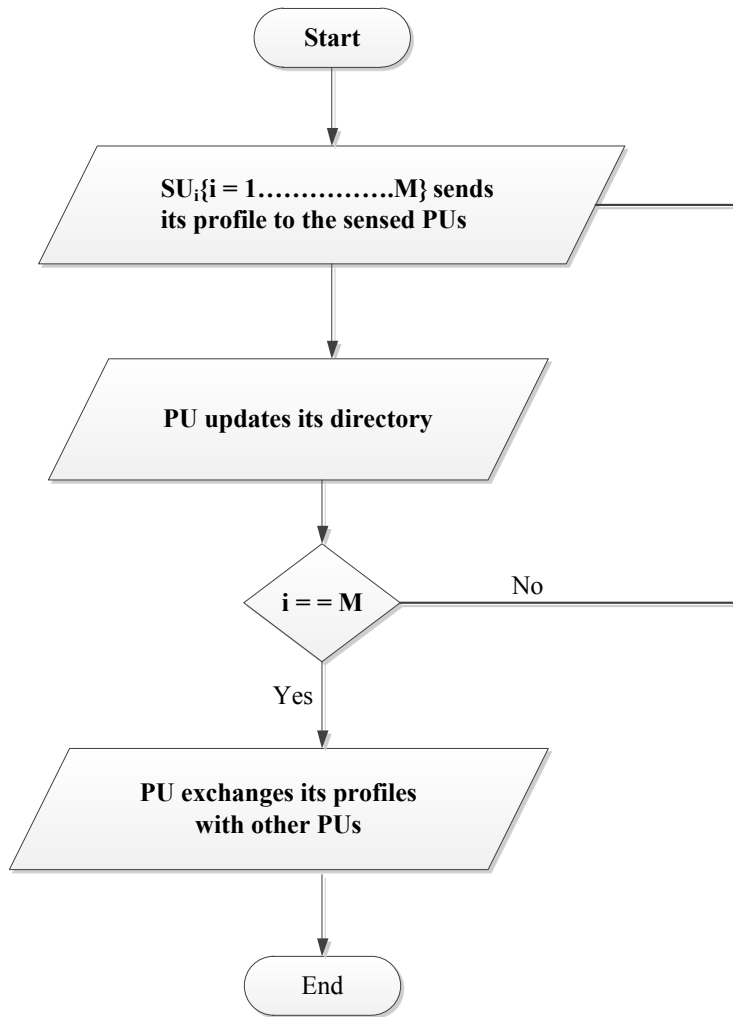 Start
SUi{i = 1…………….M} sends
its profile to the sensed PUs
PU updates its directory
i = = M
No
Yes
PU exchanges its profiles
with other PUs
End